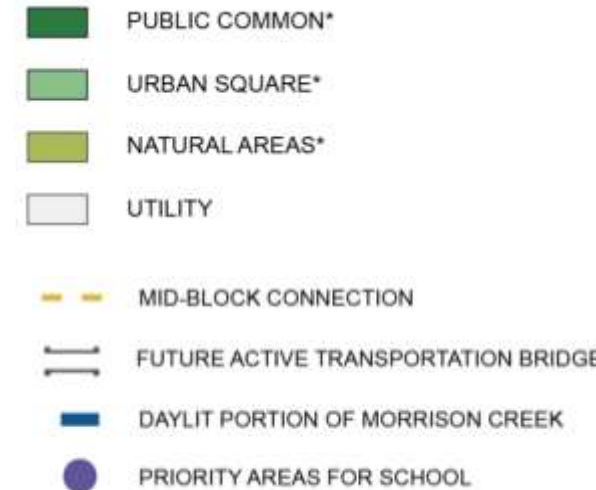 PUBLIC COMMON*
URBAN SQUARE*
NATURAL AREAS*
UTILITY
MID-BLOCK CONNECTION
FUTURE ACTIVE TRANSPORTATION BRIDGE
DAYLIT PORTION OF MORRISON CREEK
PRIORITY AREAS FOR SCHOOL